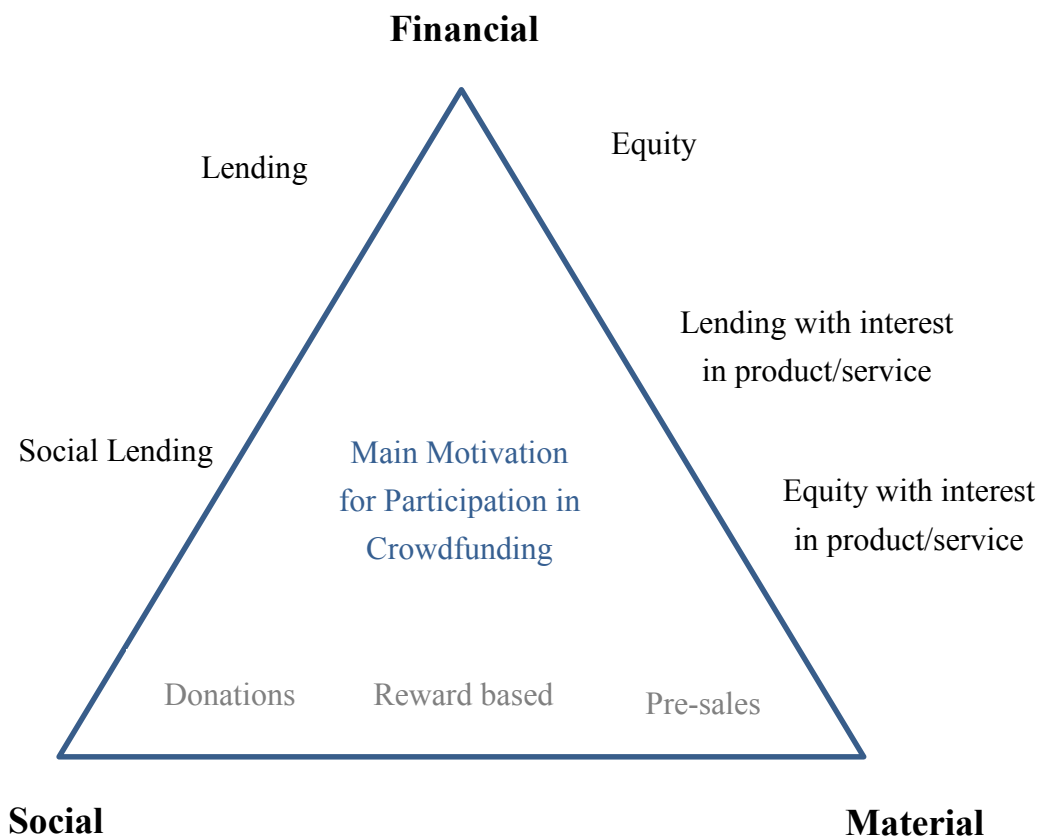 Financial
Equity
Lending
Lending with interest
in product/service
Social Lending
Main Motivation
for Participation in
Crowdfunding
Equity with interest
in product/service
Donations
Reward based
Pre-sales
Social
Material